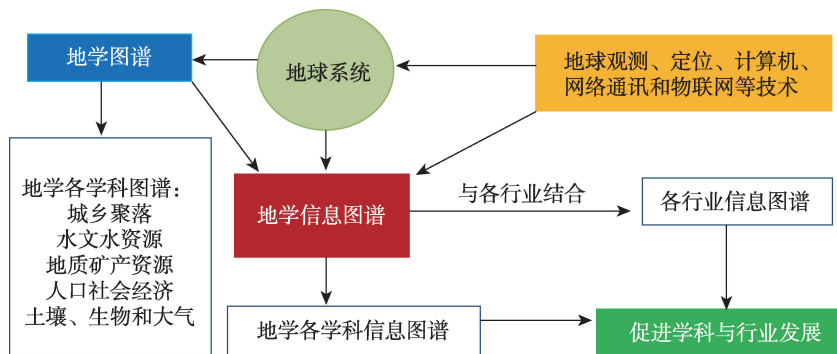 地学图谱
地球系统
地球观测、定位、计算机、
网络通讯和物联网等技术
地学各学科图谱：
城乡聚落
水文水资源
地质矿产资源
人口社会经济
土壤、生物和大气
地学信息图谱
与各行业结合
各行业信息图谱
地学各学科信息图谱
促进学科与行业发展